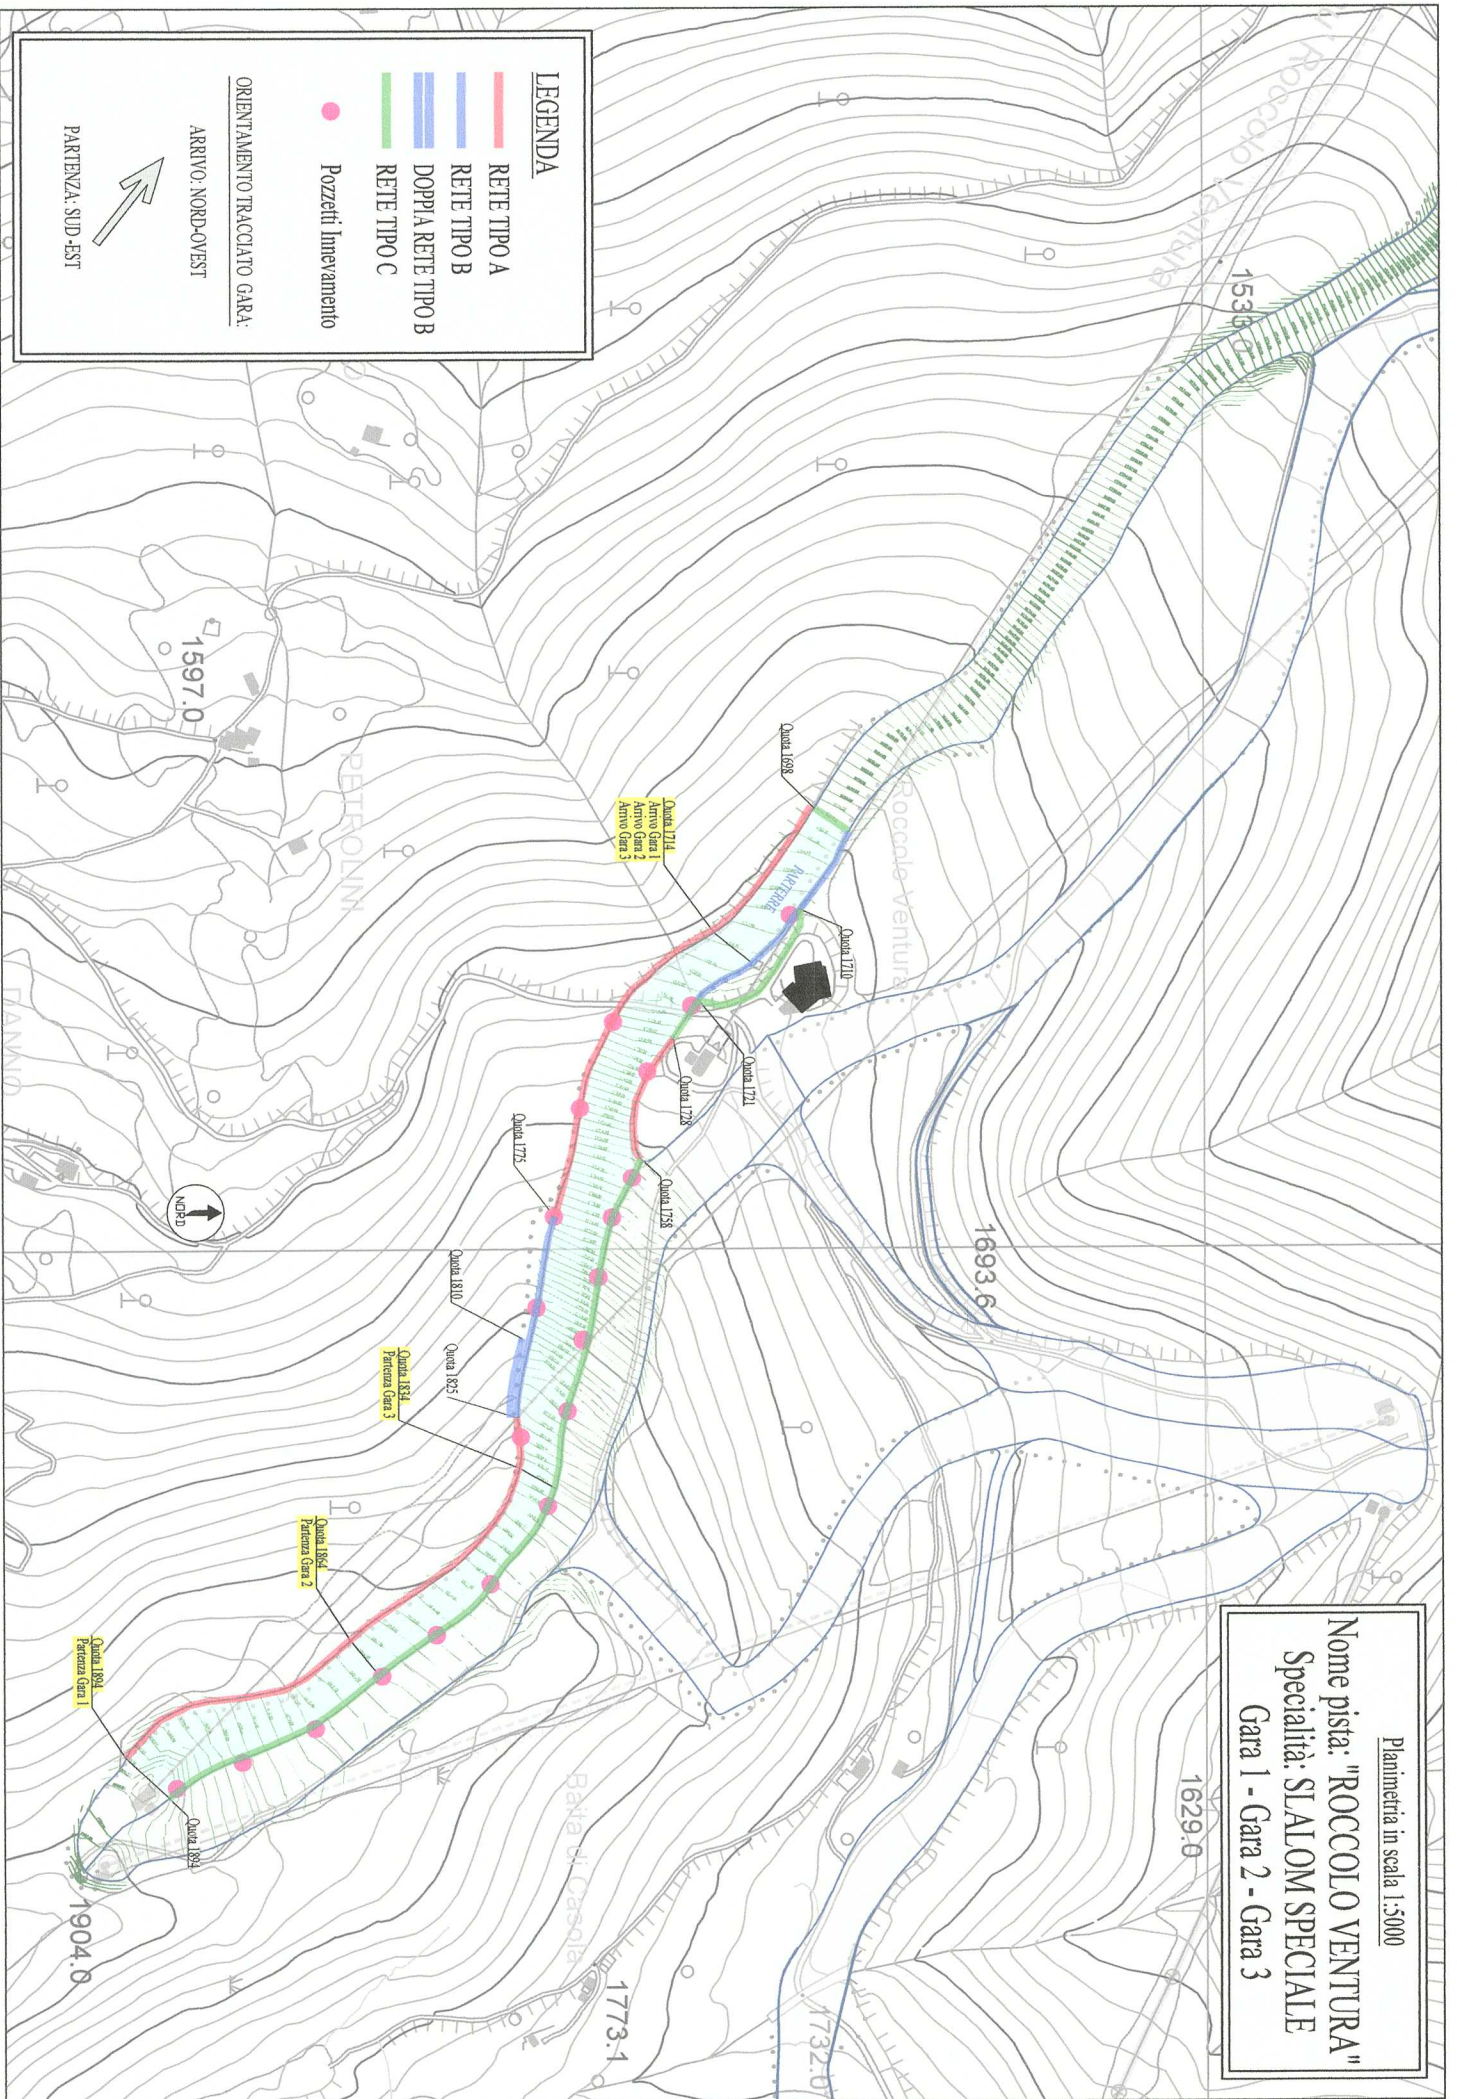 Planimetria in scala 1:5000
Nome pista: "ROCCOLO VENTURA"
Specialità: SLALOM SPECIALE
Gara 1 - Gara 2 - Gara 3
LEGENDA
RETE TIPO A
RETE TIPO B
DOPPIA RETE TIPO B
RETE TIPO C
Pozzetti Innevamento
ORIENTAMENTO TRACCIATO GARA:
ARRIVO: NORD-OVEST
PARTENZA: SUD -EST
Roccolo Ventura
1533.0
Roccolo Ventura
Quota 1698
Quota 1714
Arrivo Gara 1
Arrivo Gara 2
Arrivo Gara 3
PARTERRE
Quota 1710
Quota 1721
Quota 1728
Quota 1758
Quota 1775
Quota 1810
Quota 1825
Quota 1834
Partenza Gara 3
Quota 1864
Partenza Gara 2
Quota 1894
Partenza Gara 1
Quota 1894
1904.0
1597.0
PETROLINI
NORD
1693.6
1629.0
Baita di Casola
1773.1
1732.0